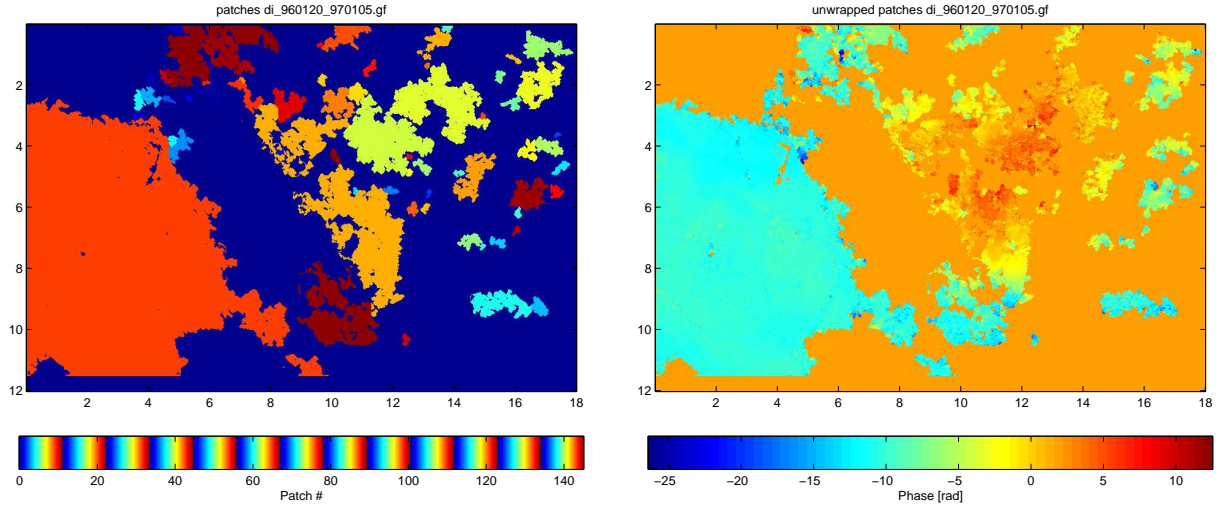 patches di_960120_970105.gf
2
4
6
8
10
12
2 4 6 8 10 12 14 16 18
0 20 40 60 80 100 120 140
Patch #
unwrapped patches di_960120_970105.gf
2
4
6
8
10
12
2 4 6 8 10 12 14 16 18
−25 −20 −15 −10 −5 0 5 10
Phase [rad]